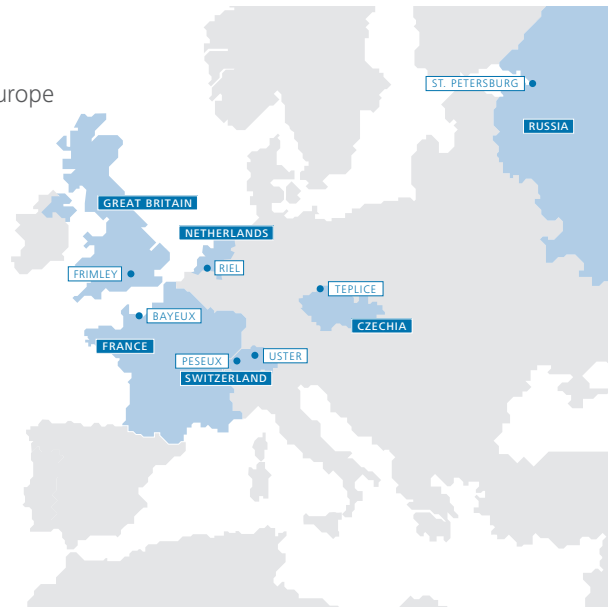 urope
ST. PETERSBURG
RUSSIA
GREAT BRITAIN
NETHERLANDS
FRIMLEY
RIEL
TEPLICE
BAYEUX
CZECHIA
FRANCE
PESEUX
USTER
SWITZERLAND